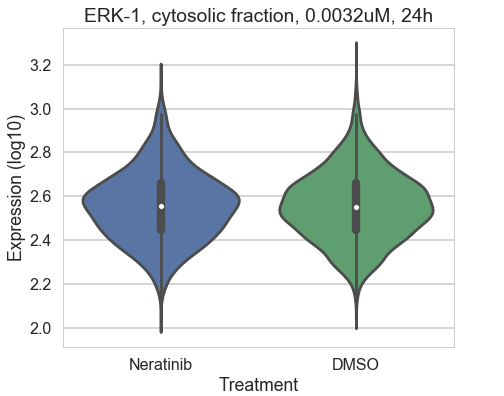 ERK-1, cytosolic fraction, 0.0032uM, 24h
Expression (log10)
3.2
3.0
2.8
2.6
2.4
2.2
2.0
Neratinib DMSO
Treatment